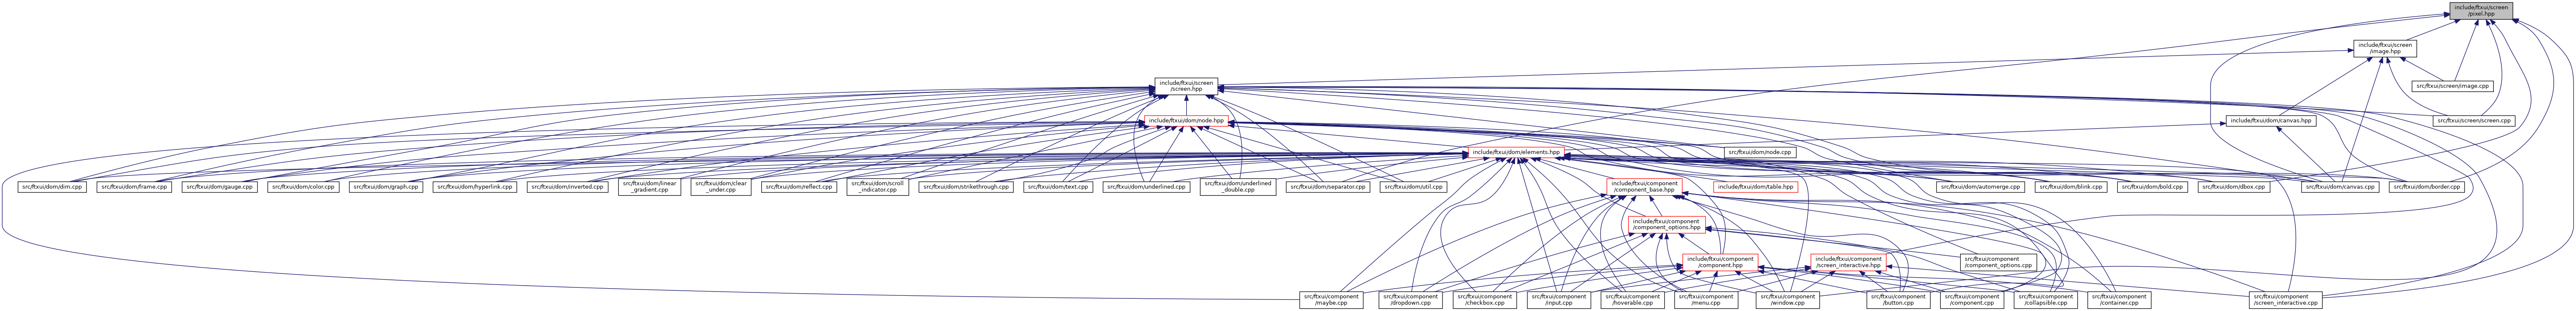 include/ftxui/screen
/pixel.hpp
include/ftxui/screen
/image.hpp
include/ftxui/screen
/screen.hpp
src/ftxui/screen/image.cpp
include/ftxui/dom/node.hpp
include/ftxui/dom/canvas.hpp
src/ftxui/screen/screen.cpp
include/ftxui/dom/elements.hpp
src/ftxui/dom/node.cpp
src/ftxui/dom/dim.cpp
src/ftxui/dom/frame.cpp
src/ftxui/dom/gauge.cpp
src/ftxui/dom/color.cpp
src/ftxui/dom/graph.cpp
src/ftxui/dom/hyperlink.cpp
src/ftxui/dom/inverted.cpp
src/ftxui/dom/linear
_gradient.cpp
src/ftxui/dom/clear
_under.cpp
src/ftxui/dom/reflect.cpp
src/ftxui/dom/scroll
_indicator.cpp
src/ftxui/dom/strikethrough.cpp
src/ftxui/dom/text.cpp
src/ftxui/dom/underlined.cpp
src/ftxui/dom/underlined
_double.cpp
src/ftxui/dom/separator.cpp
src/ftxui/dom/util.cpp
include/ftxui/component
/component_base.hpp
include/ftxui/dom/table.hpp
src/ftxui/dom/automerge.cpp
src/ftxui/dom/blink.cpp
src/ftxui/dom/bold.cpp
src/ftxui/dom/dbox.cpp
src/ftxui/dom/canvas.cpp
src/ftxui/dom/border.cpp
include/ftxui/component
/component_options.hpp
include/ftxui/component
/component.hpp
include/ftxui/component
/screen_interactive.hpp
src/ftxui/component
/component_options.cpp
src/ftxui/component
/maybe.cpp
src/ftxui/component
/dropdown.cpp
src/ftxui/component
/checkbox.cpp
src/ftxui/component
/input.cpp
src/ftxui/component
/hoverable.cpp
src/ftxui/component
/menu.cpp
src/ftxui/component
/window.cpp
src/ftxui/component
/button.cpp
src/ftxui/component
/component.cpp
src/ftxui/component
/collapsible.cpp
src/ftxui/component
/container.cpp
src/ftxui/component
/screen_interactive.cpp